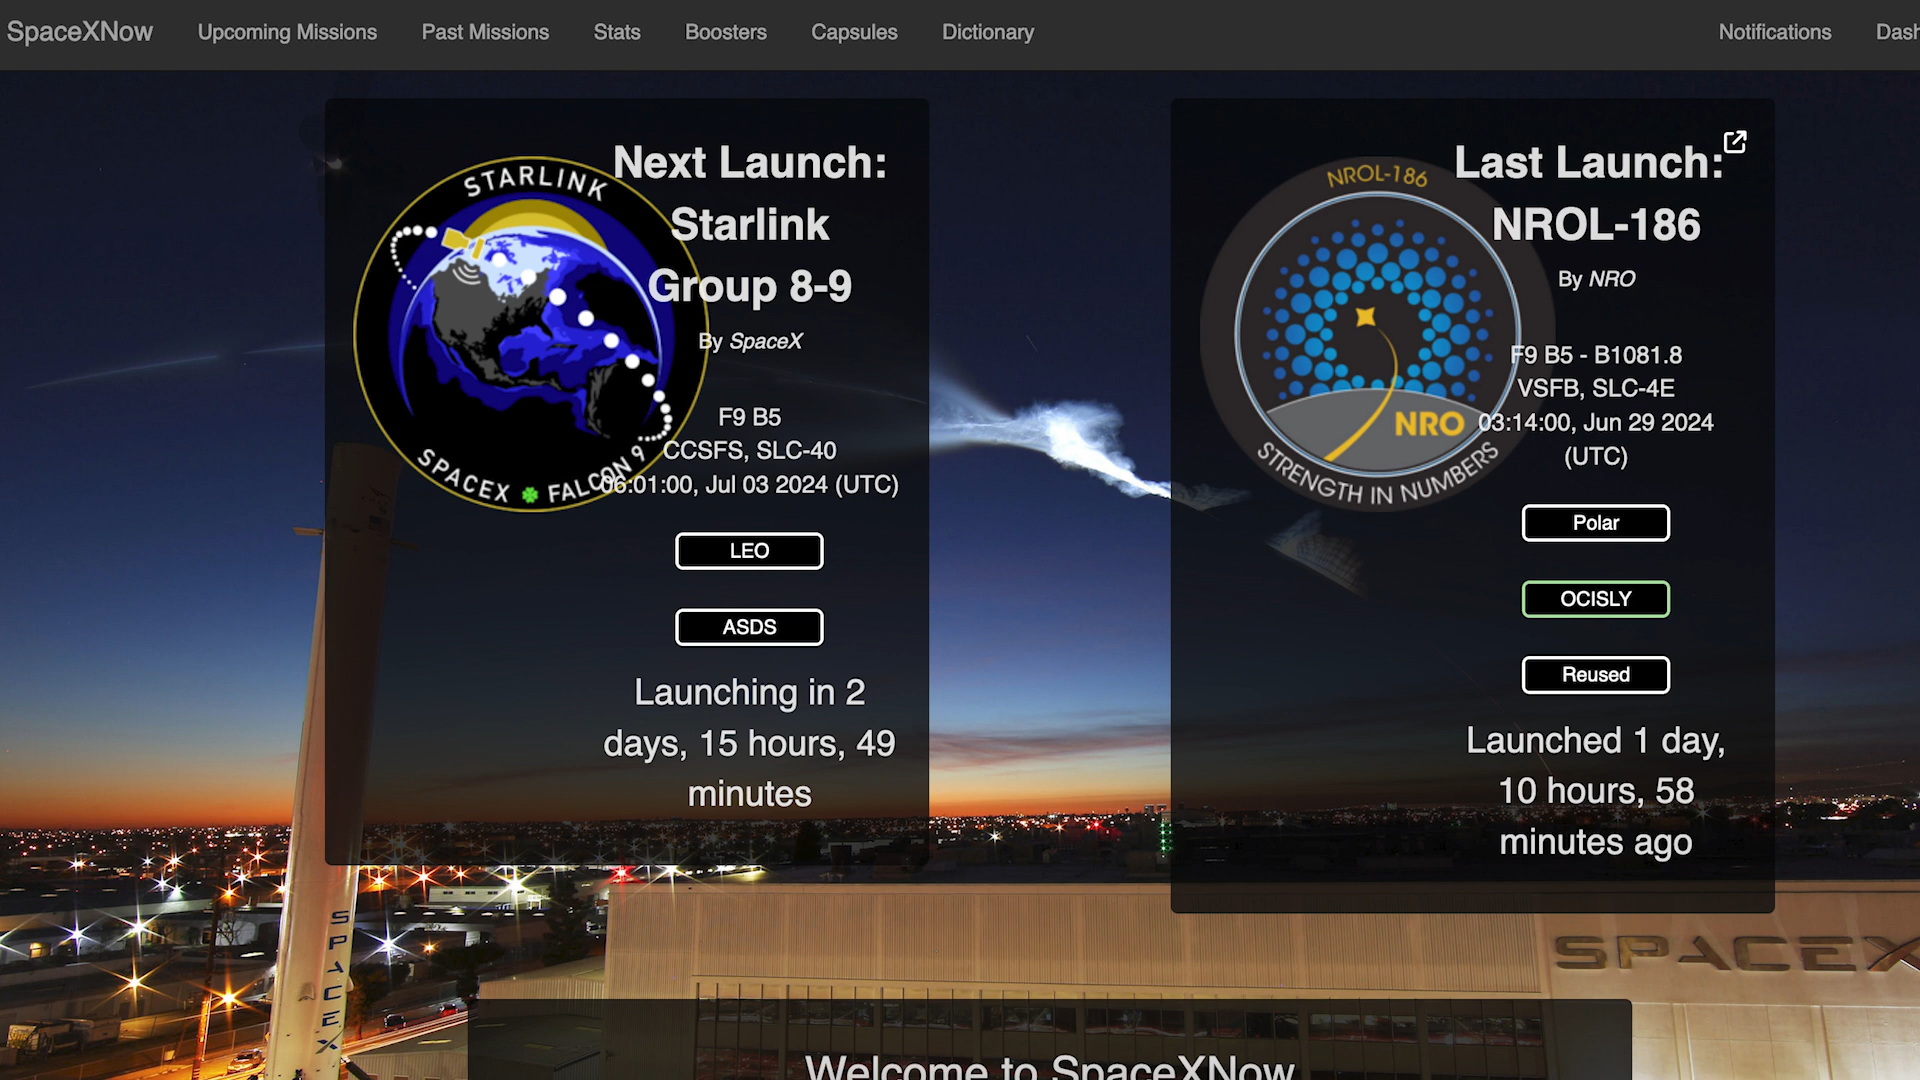 SpaceXNow Upcoming Missions Past Missions Stats Boosters Capsules Dictionary Notifications
STARLINK
SPACEX FALCON 9
Next Launch:
Starlink
Group 8-9
By SpaceX
F9 B5
CCSFS, SLC-40
06:01:00, Jul 03 2024 (UTC)
LEO
ASDS
Launching in 2
days, 15 hours, 49
minutes
NROL-186
NRO
STRENGTH IN NUMBERS
Last Launch:
NROL-186
By NRO
F9 B5 - B1081.8
VSFB, SLC-4E
03:14:00, Jun 29 2024
(UTC)
Polar
OCISLY
Reused
Launched 1 day,
10 hours, 58
minutes ago
SPACEX
SPACEX
Welcome to SpaceXNow